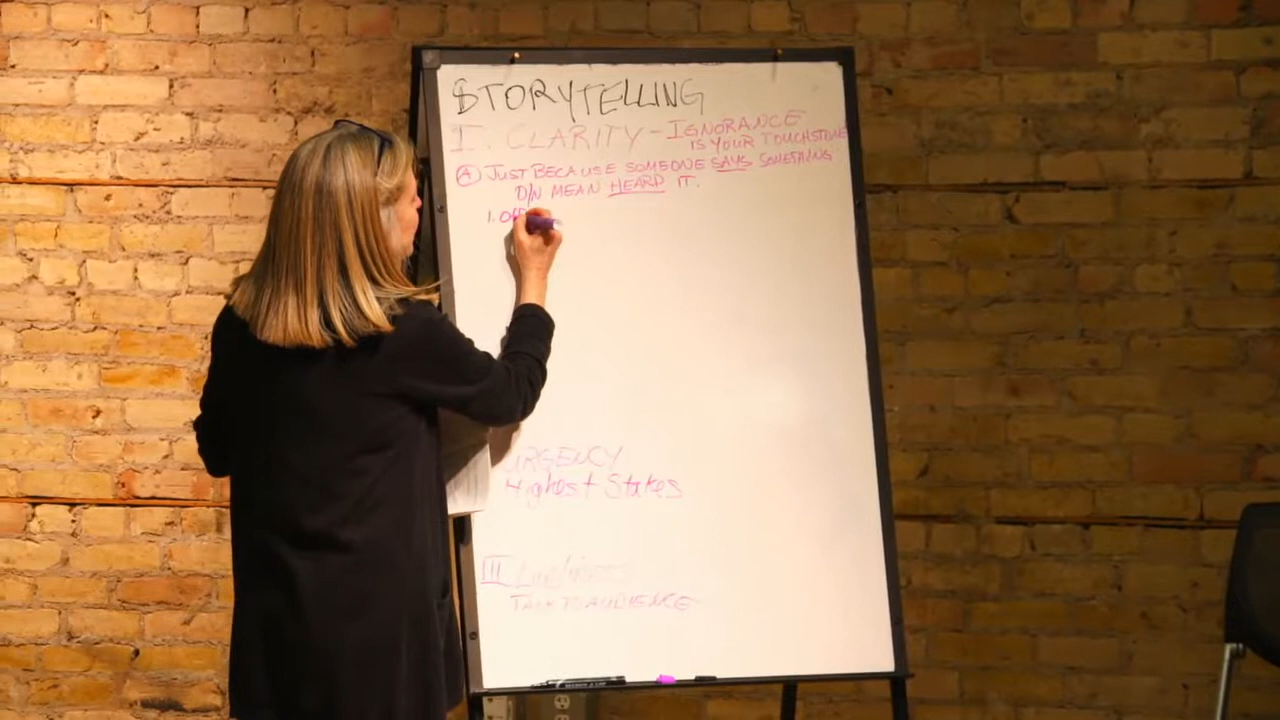 STORYTELLING
I. CLARITY - IGNORANCE
IS YOUR TOUCHSTONE
(A) JUST BECAUSE SOMEONE SAYS SOMETHING
D/N MEAN HEARD IT.
1.
URGENCY
Highest Stakes
III
TALK TO AUDIENCE